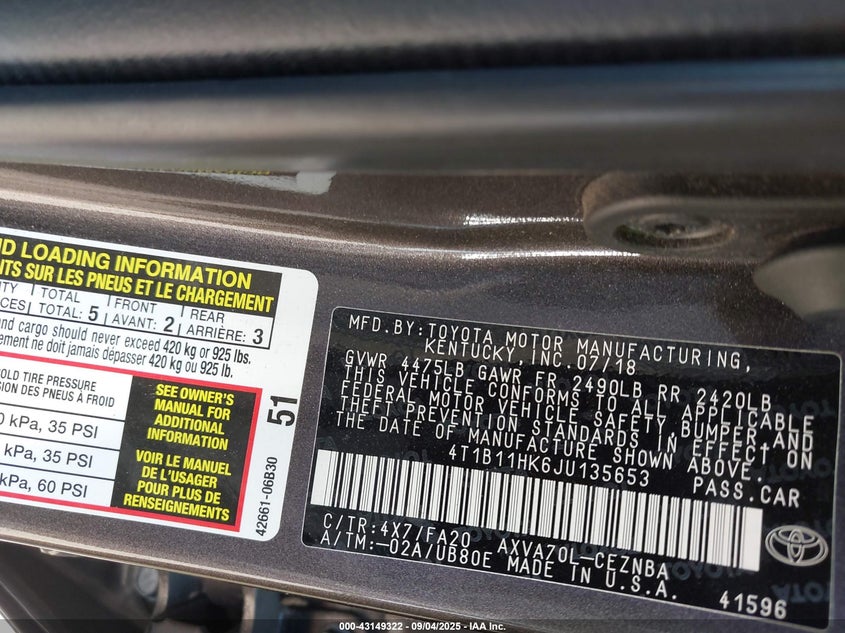 ND LOADING INFORMATION
NTS SUR LES PNEUS ET LE CHARGEMENT
TOTAL FRONT REAR
TOTAL: 5 AVANT: 2 ARRIÈRE: 3
and cargo should never exceed 420 kg or 925 lbs.
ement ne doit jamais dépasser 420 kg ou 925 lb.
OLD TIRE PRESSURE
SION DES PNEUS À FROID
0 kPa, 35 PSI
kPa, 35 PSI
kPa, 60 PSI
SEE OWNER'S
MANUAL FOR
ADDITIONAL
INFORMATION
VOIR LE MANUEL
DE L'USAGER
POUR PLUS DE
RENSEIGNEMENTS
51
42661-06B30
MFD.BY:TOYOTA MOTOR MANUFACTURING,
KENTUCKY, INC.07/18
GVWR 4475LB GAWR FR 2490LB RR 2420LB
THIS VEHICLE CONFORMS TO ALL APPLICABLE
FEDERAL MOTOR VEHICLE SAFETY, BUMPER, AND
THEFT PREVENTION STANDARDS IN EFFECT ON
THE DATE OF MANUFACTURE SHOWN ABOVE.
4T1B11HK6JU135653 PASS.CAR
C/TR:4X7/FA20 AXVA70L-CEZNBA
A/TM:-02A/UB80E MADE IN U.S.A.
41596
TOYOTA
000-43149322 - 09/04/2025 - IAA Inc.